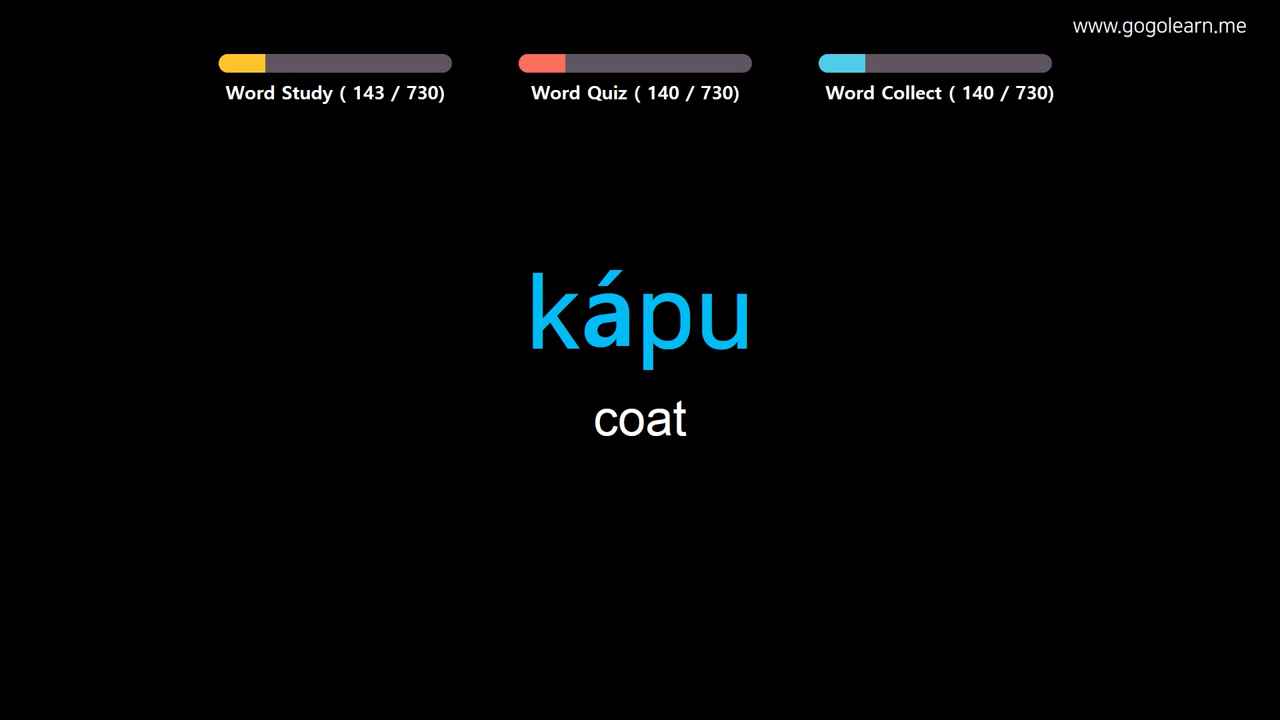 www.gogolearn.me
Word Study ( 143 / 730)
Word Quiz ( 140 / 730)
Word Collect ( 140 / 730)
kápu
coat